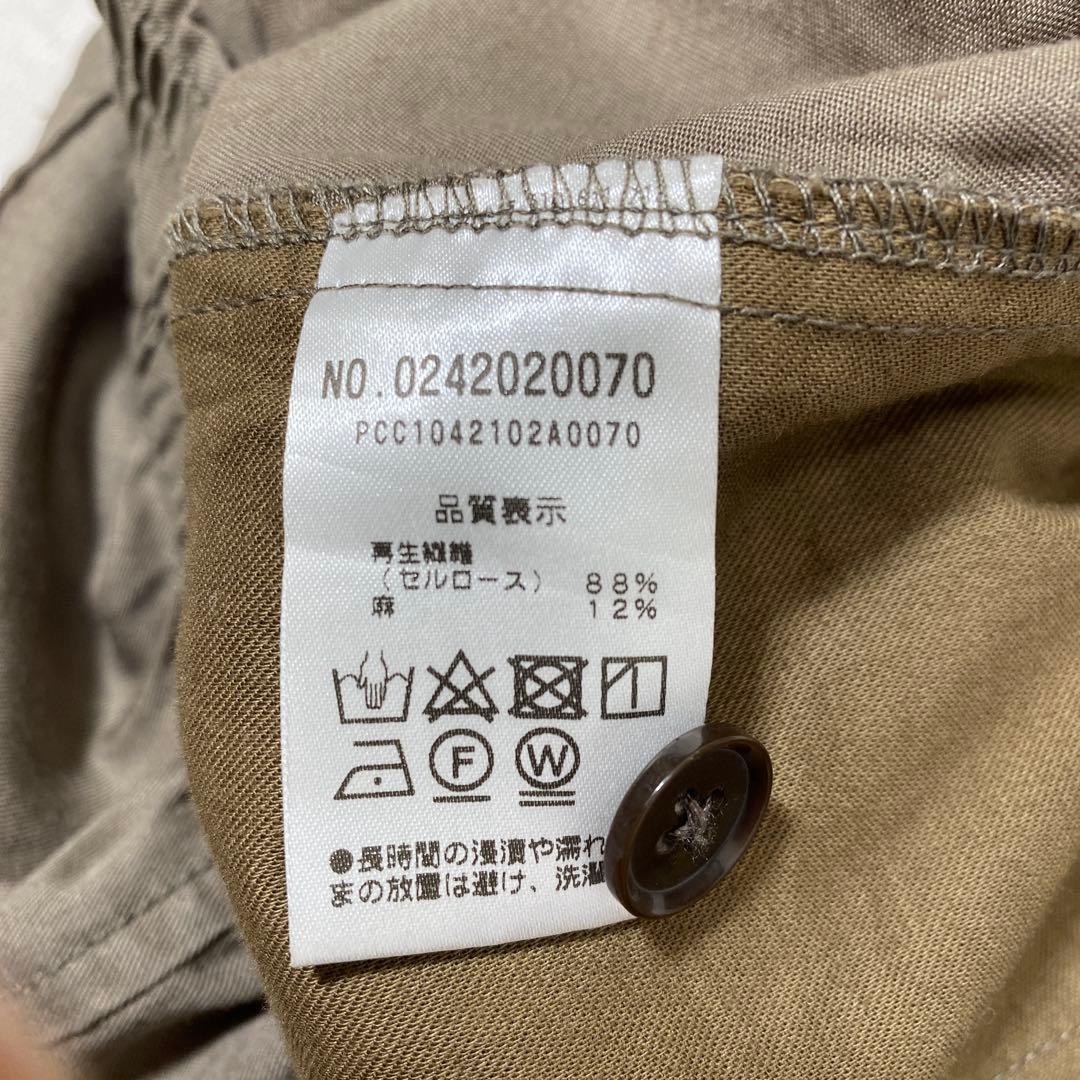 NO.0242020070
PCC1042102A0070
品質表示
再生繊維
(セルロース) 88%
麻 12%
F W
●長時間の浸漬や濡れ
まの放置は避け、洗濯